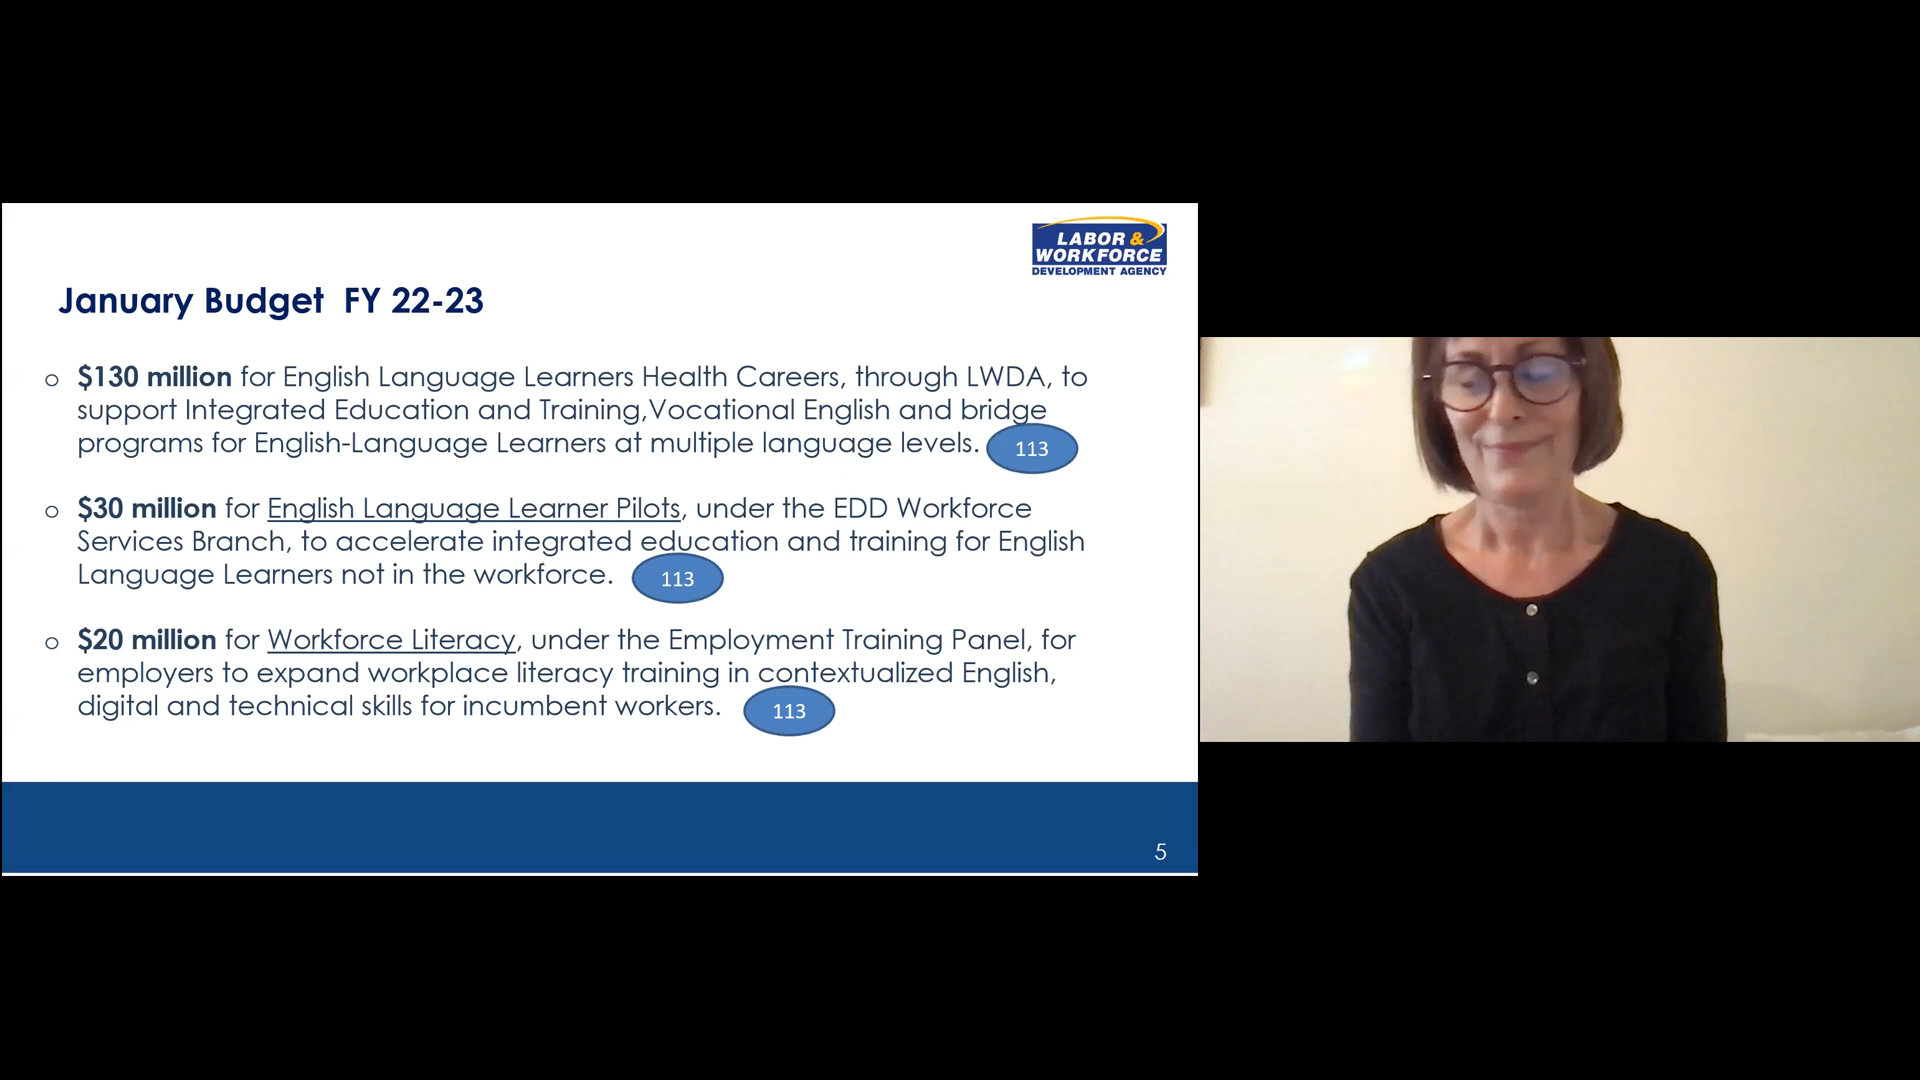 LABOR &
WORKFORCE
DEVELOPMENT AGENCY
January Budget FY 22-23
o $130 million for English Language Learners Health Careers, through LWDA, to
support Integrated Education and Training,Vocational English and bridge
programs for English-Language Learners at multiple language levels. 113
o $30 million for English Language Learner Pilots, under the EDD Workforce
Services Branch, to accelerate integrated education and training for English
Language Learners not in the workforce. 113
o $20 million for Workforce Literacy, under the Employment Training Panel, for
employers to expand workplace literacy training in contextualized English,
digital and technical skills for incumbent workers. 113
5